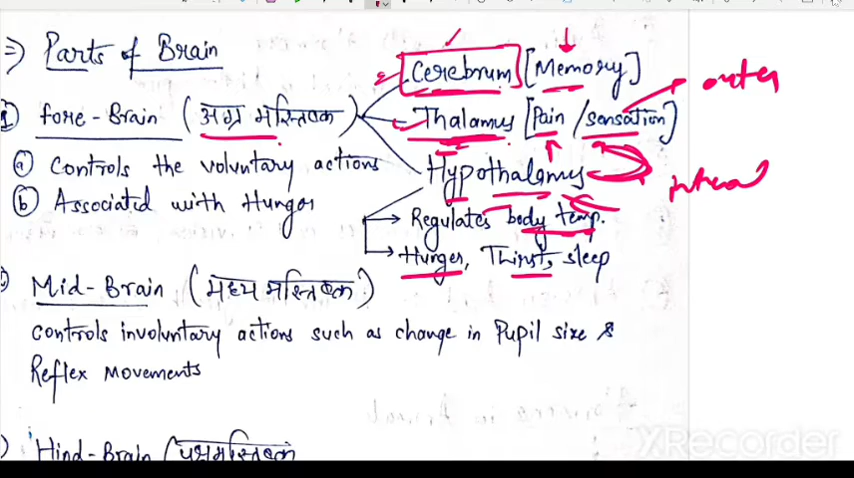 ⇒ Parts of Brain
Cerebrum [Memory]
outer
① Fore-Brain (अग्र मस्तिष्क)
Thalamus [Pain / sensation]
ⓐ Controls the voluntary actions
Hypothalamus
ⓑ Associated with Hunger
→ Regulates body temp.
→ Hunger, Thirst, sleep
Mid-Brain (मध्य मस्तिष्क)
controls involuntary actions such as change in Pupil size &
Reflex Movements
Hind-Brain (पश्च मस्तिष्क
XRecorder